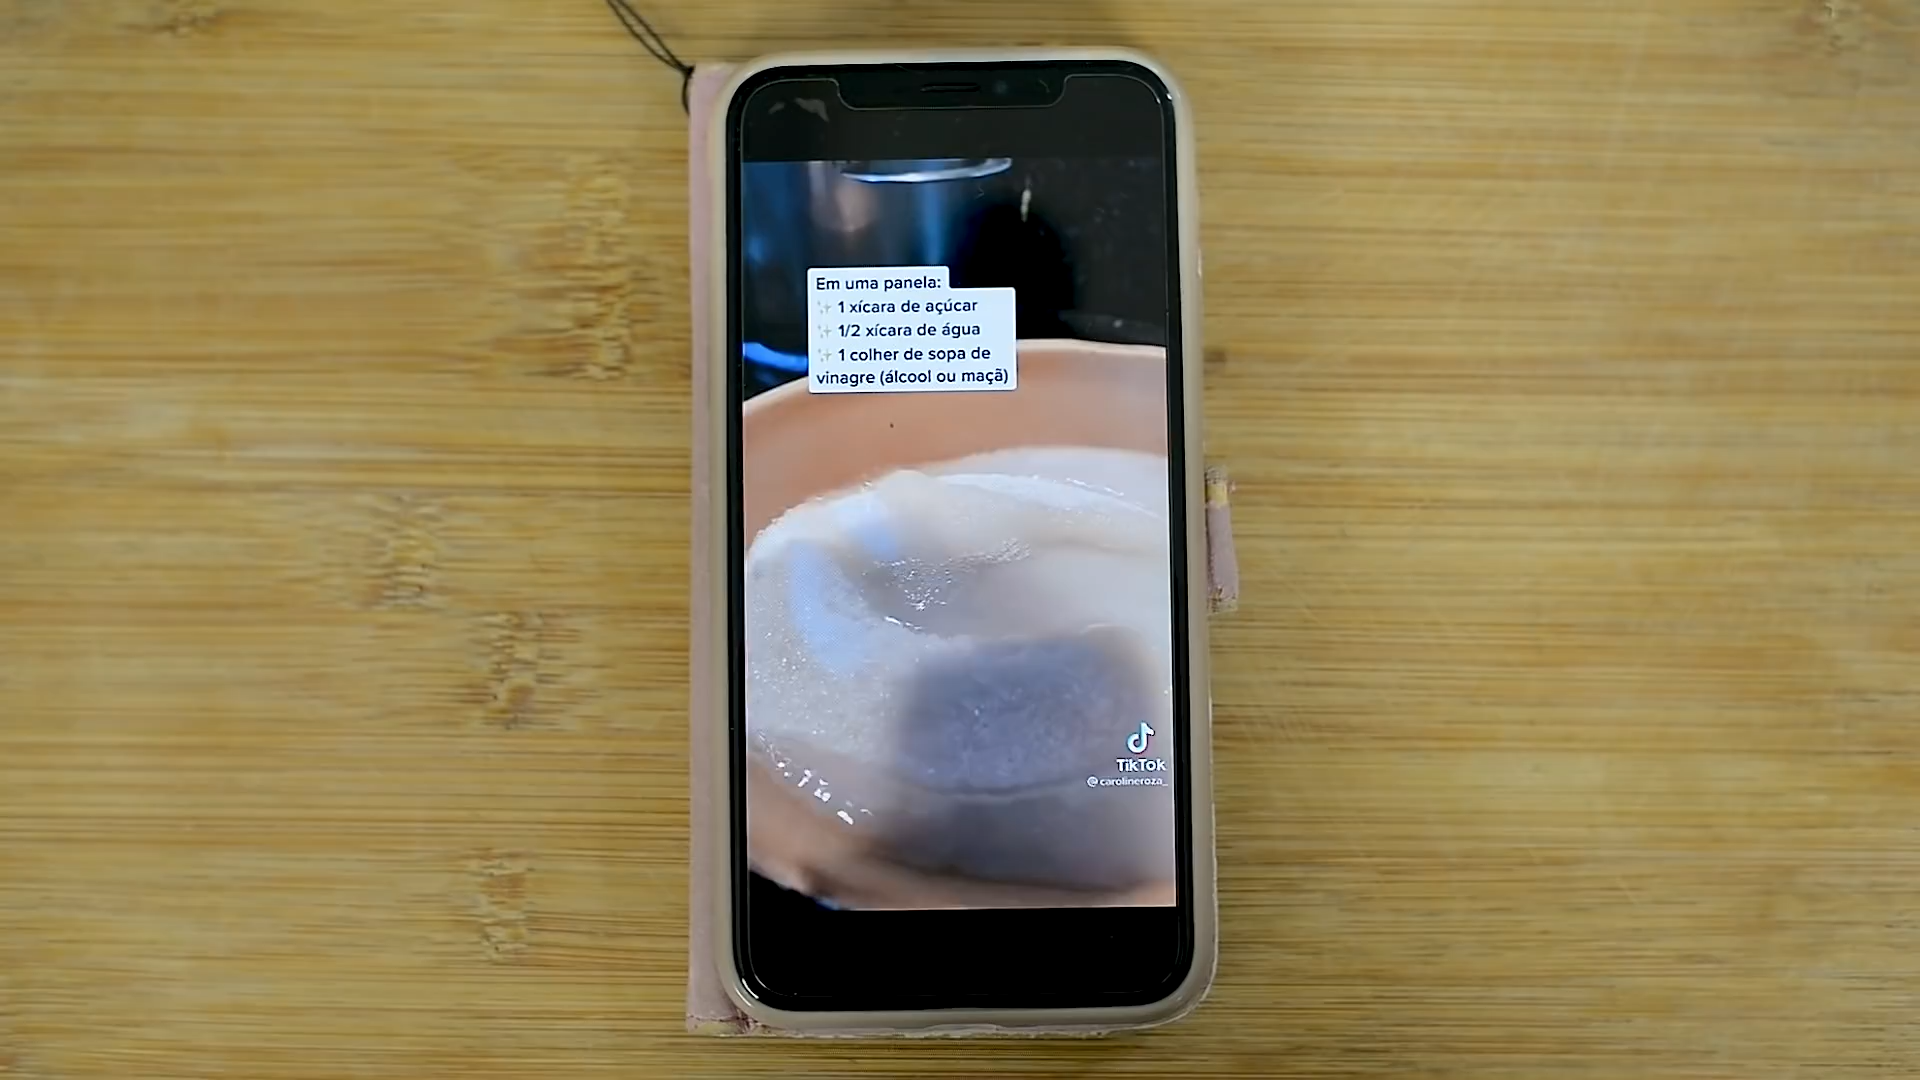 Em uma panela:
✨ 1 xícara de açúcar
✨ 1/2 xícara de água
✨ 1 colher de sopa de
vinagre (álcool ou maçã)
TikTok
@carolineroza_